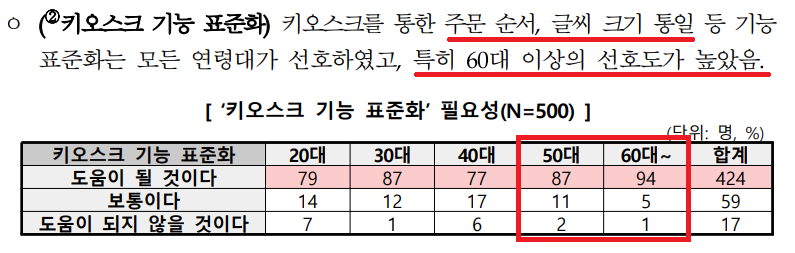 ○ (②키오스크 기능 표준화) 키오스크를 통한 주문 순서, 글씨 크기 통일 등 기능
표준화는 모든 연령대가 선호하였고, 특히 60대 이상의 선호도가 높았음.
[ ‘키오스크 기능 표준화’ 필요성(N=500) ]
(단위: 명, %)
키오스크 기능 표준화 20대 30대 40대 50대 60대~ 합계
도움이 될 것이다 79 87 77 87 94 424
보통이다 14 12 17 11 5 59
도움이 되지 않을 것이다 7 1 6 2 1 17